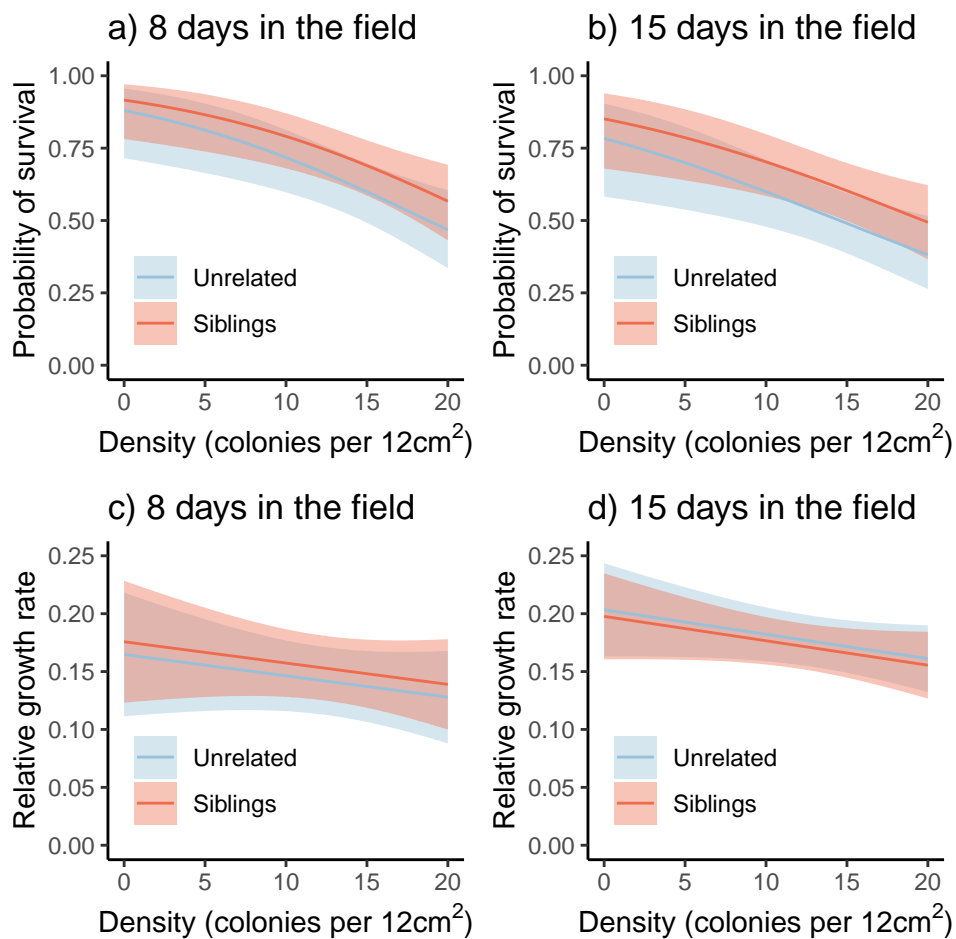 a) 8 days in the field
Probability of survival
1.00
0.75
0.50
0.25
0.00
Unrelated
Siblings
0 5 10 15 20
Density (colonies per 12cm²)
b) 15 days in the field
Probability of survival
1.00
0.75
0.50
0.25
0.00
Unrelated
Siblings
0 5 10 15 20
Density (colonies per 12cm²)
c) 8 days in the field
Relative growth rate
0.25
0.20
0.15
0.10
0.05
0.00
Unrelated
Siblings
0 5 10 15 20
Density (colonies per 12cm²)
d) 15 days in the field
Relative growth rate
0.25
0.20
0.15
0.10
0.05
0.00
Unrelated
Siblings
0 5 10 15 20
Density (colonies per 12cm²)